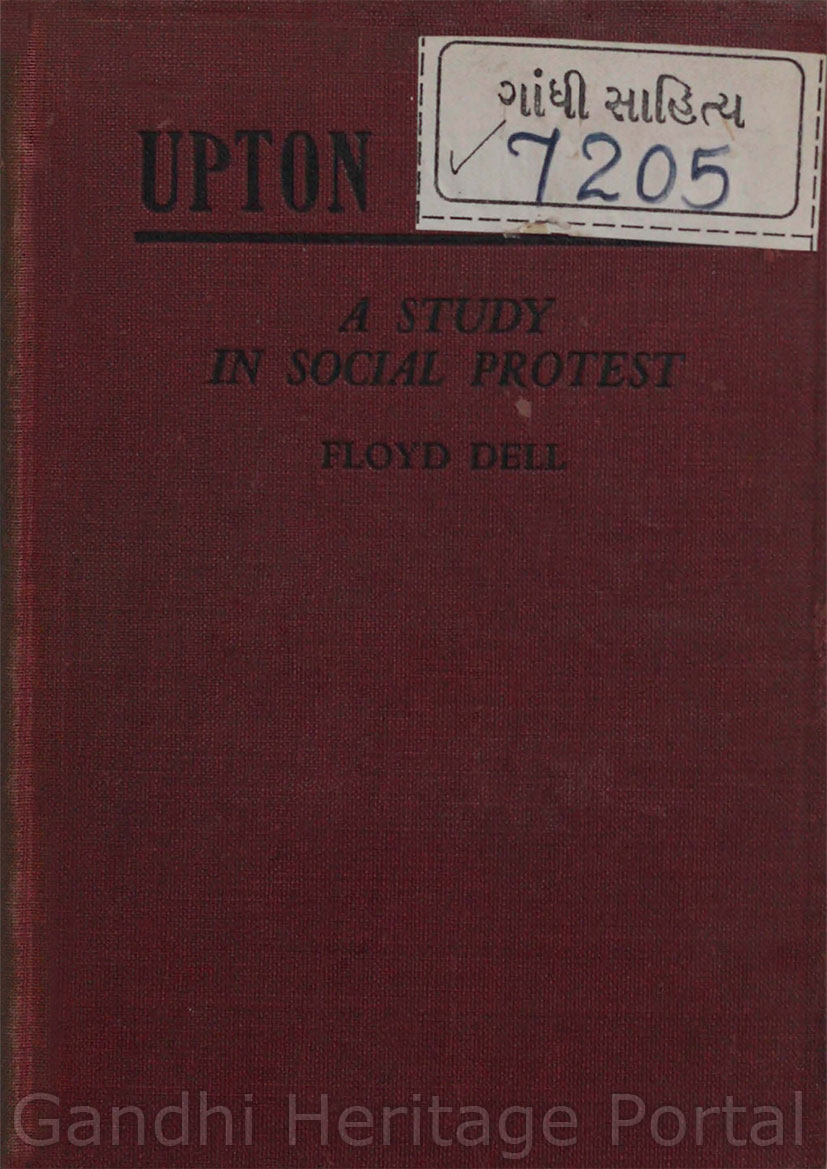 ગાંધી સાહિત્ય
7205
UPTON
A STUDY
IN SOCIAL PROTEST
FLOYD DELL
Gandhi Heritage Portal